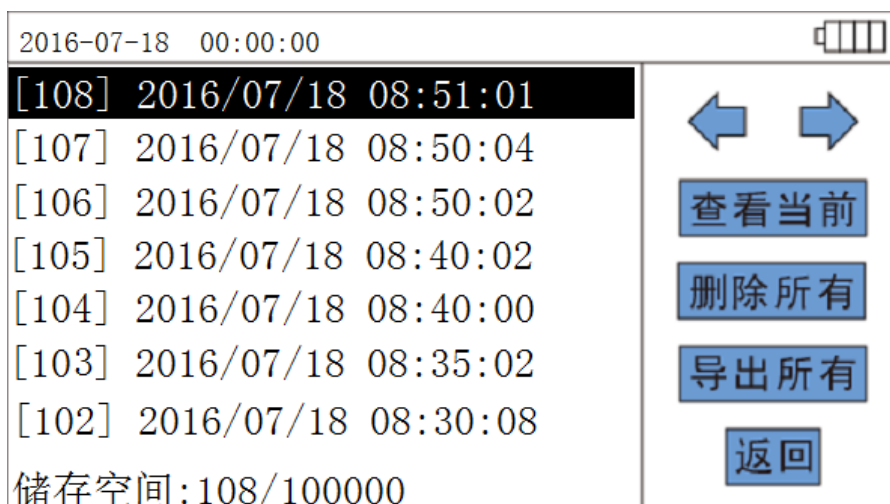 2016-07-18 00:00:00
[108] 2016/07/18 08:51:01
[107] 2016/07/18 08:50:04
[106] 2016/07/18 08:50:02
[105] 2016/07/18 08:40:02
[104] 2016/07/18 08:40:00
[103] 2016/07/18 08:35:02
[102] 2016/07/18 08:30:08
储存空间:108/100000
查看当前
删除所有
导出所有
返回